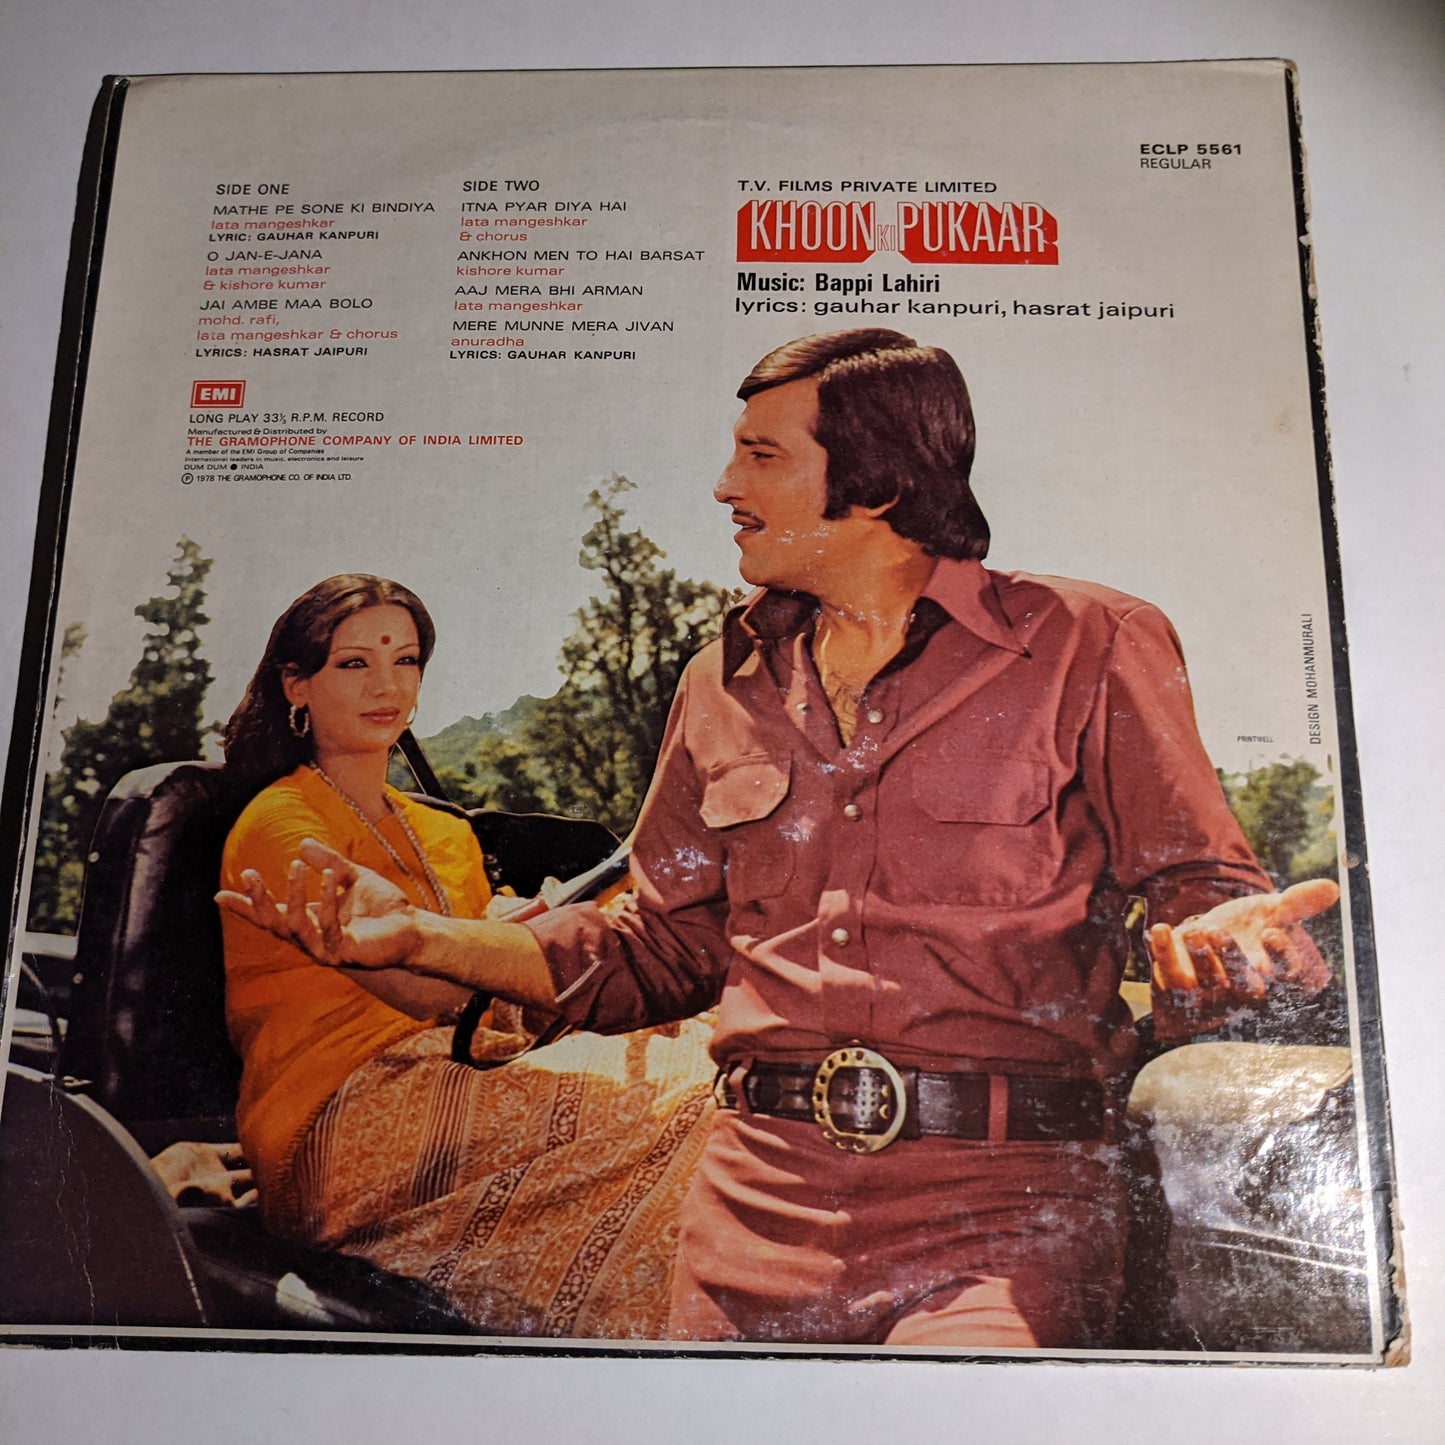 ECLP 5561
REGULAR
SIDE ONE
MATHE PE SONE KI BINDIYA
lata mangeshkar
LYRIC: GAUHAR KANPURI
O JAN-E-JANA
lata mangeshkar
& kishore kumar
JAI AMBE MAA BOLO
mohd. rafi,
lata mangeshkar & chorus
LYRICS: HASRAT JAIPURI
SIDE TWO
ITNA PYAR DIYA HAI
lata mangeshkar
& chorus
ANKHON MEN TO HAI BARSAT
kishore kumar
AAJ MERA BHI ARMAN
lata mangeshkar
MERE MUNNE MERA JIVAN
anuradha
LYRICS: GAUHAR KANPURI
T.V. FILMS PRIVATE LIMITED
KHOON KI PUKAAR
Music: Bappi Lahiri
lyrics: gauhar kanpuri, hasrat jaipuri
EMI
LONG PLAY 33⅓ R.P.M. RECORD
Manufactured & Distributed by
THE GRAMOPHONE COMPANY OF INDIA LIMITED
A member of the EMI Group of Companies
International leaders in music, electronics and leisure
DUM DUM ● INDIA
Ⓟ 1978 THE GRAMOPHONE CO. OF INDIA LTD.
PRINTWELL
DESIGN MOHANMURALI